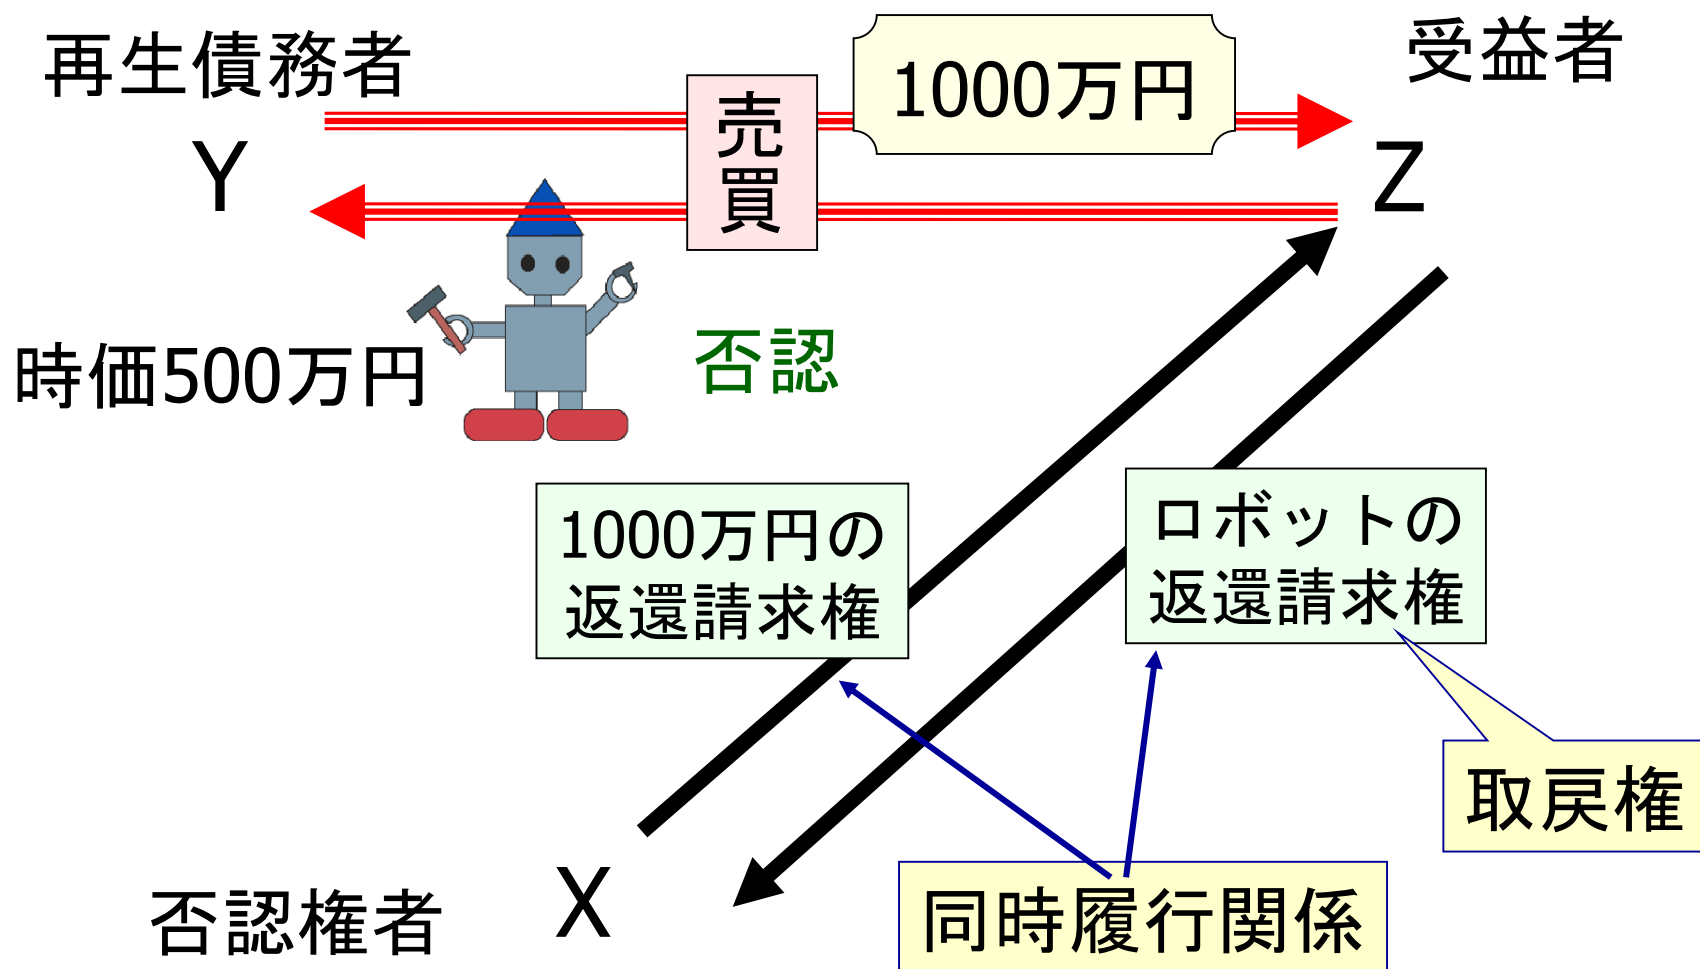 再生債務者
1000万円
受益者
売
買
Y
Z
時価500万円
否認
1000万円の
返還請求権
ロボットの
返還請求権
取戻権
否認権者
X
同時履行関係